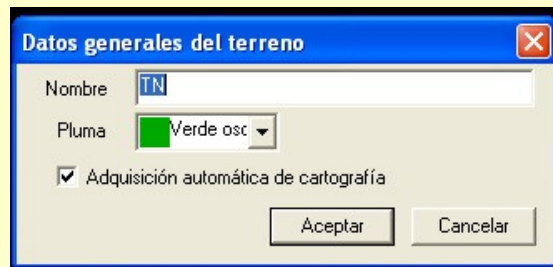 Datos generales del terreno
Nombre TN
Pluma Verde osc
Adquisición automática de cartografía
Aceptar Cancelar